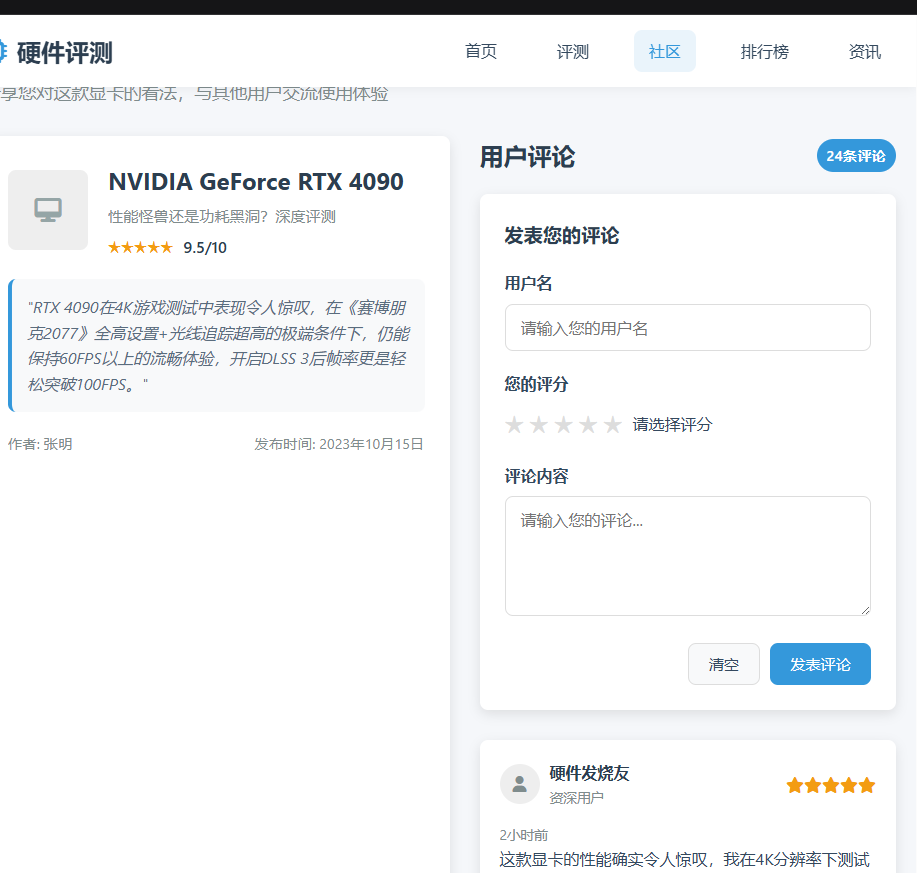 硬件评测
首页
评测
社区
排行榜
资讯
享您对这款显卡的看法，与其他用户交流使用体验
NVIDIA GeForce RTX 4090
性能怪兽还是功耗黑洞？深度评测
9.5/10
"RTX 4090在4K游戏测试中表现令人惊叹，在《赛博朋
克2077》全高设置+光线追踪超高的极端条件下，仍能
保持60FPS以上的流畅体验，开启DLSS 3后帧率更是轻
松突破100FPS。"
作者: 张明
发布时间: 2023年10月15日
用户评论
24条评论
发表您的评论
用户名
请输入您的用户名
您的评分
请选择评分
评论内容
请输入您的评论...
清空
发表评论
硬件发烧友
资深用户
2小时前
这款显卡的性能确实令人惊叹，我在4K分辨率下测试